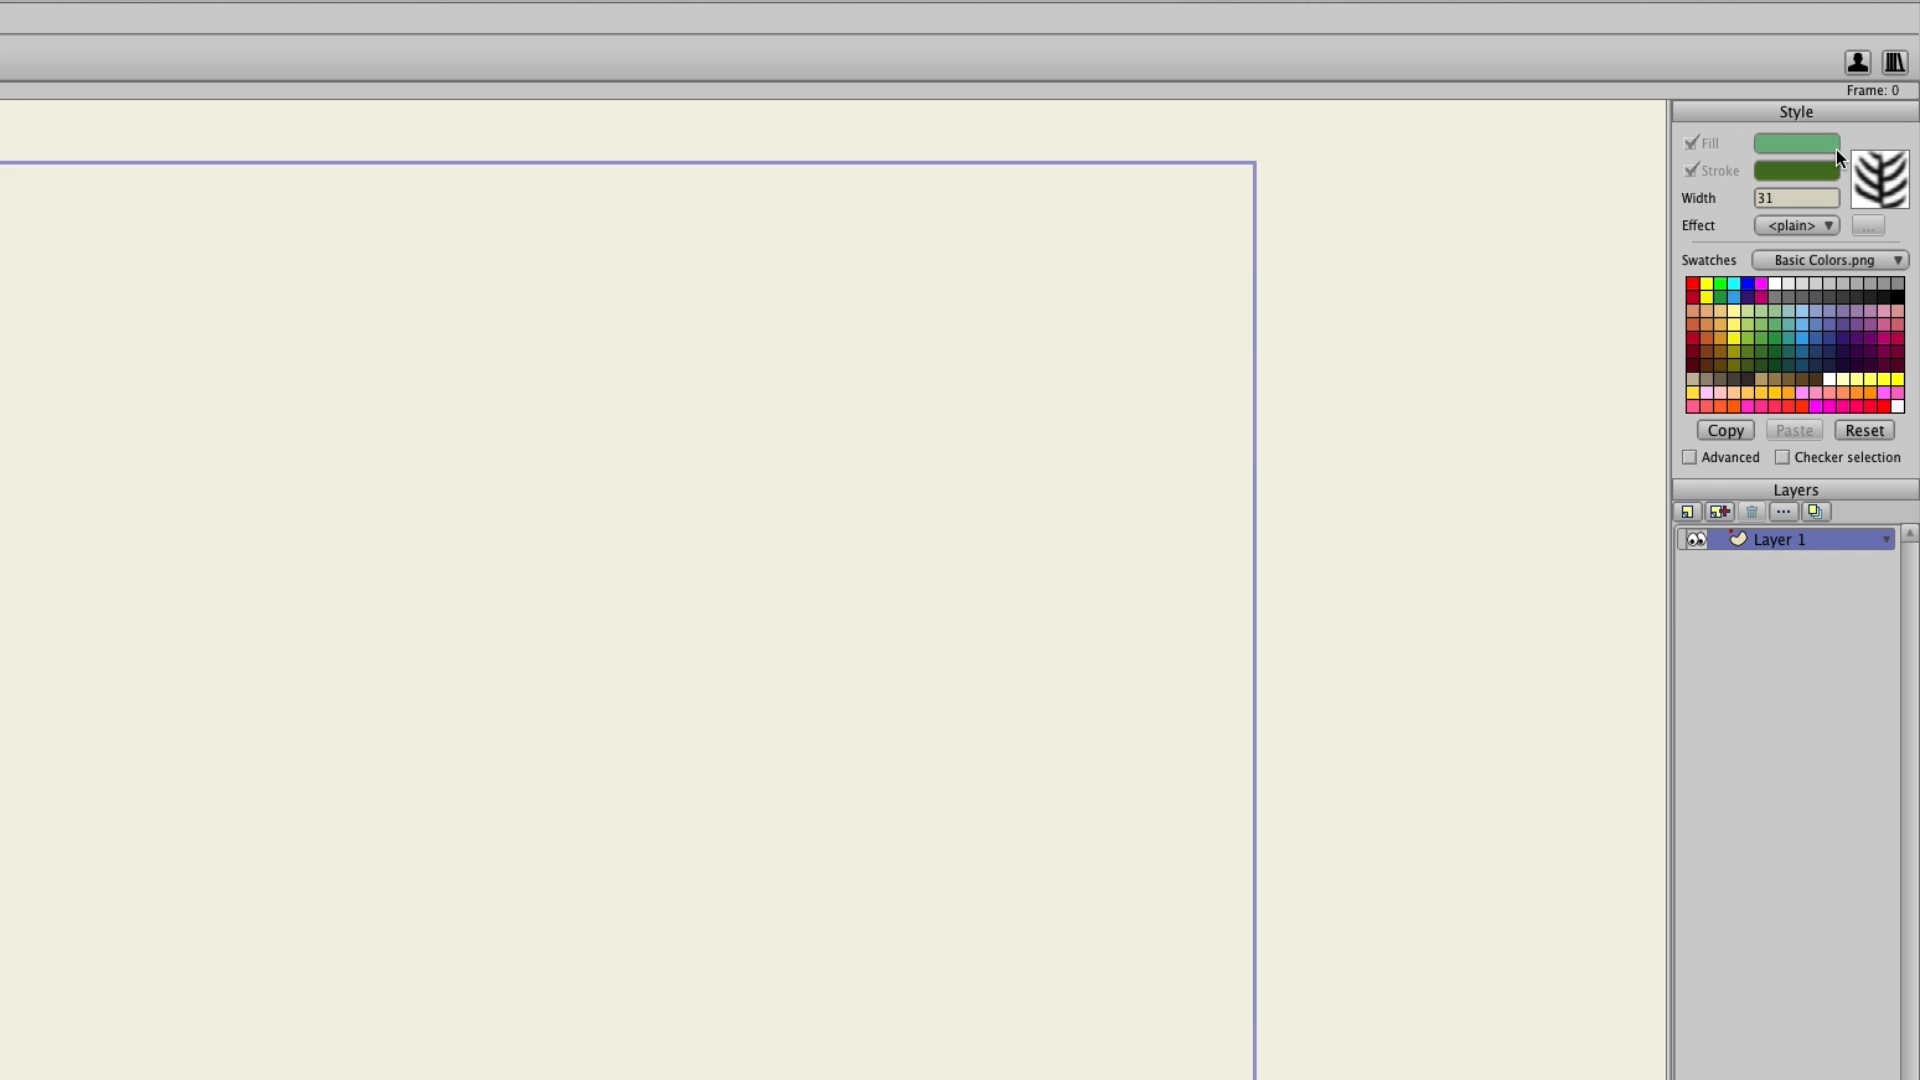 Frame: 0
Style
Fill
Stroke
Width 31
Effect <plain> ...
Swatches Basic Colors.png
Copy Paste Reset
Advanced Checker selection
Layers
Layer 1